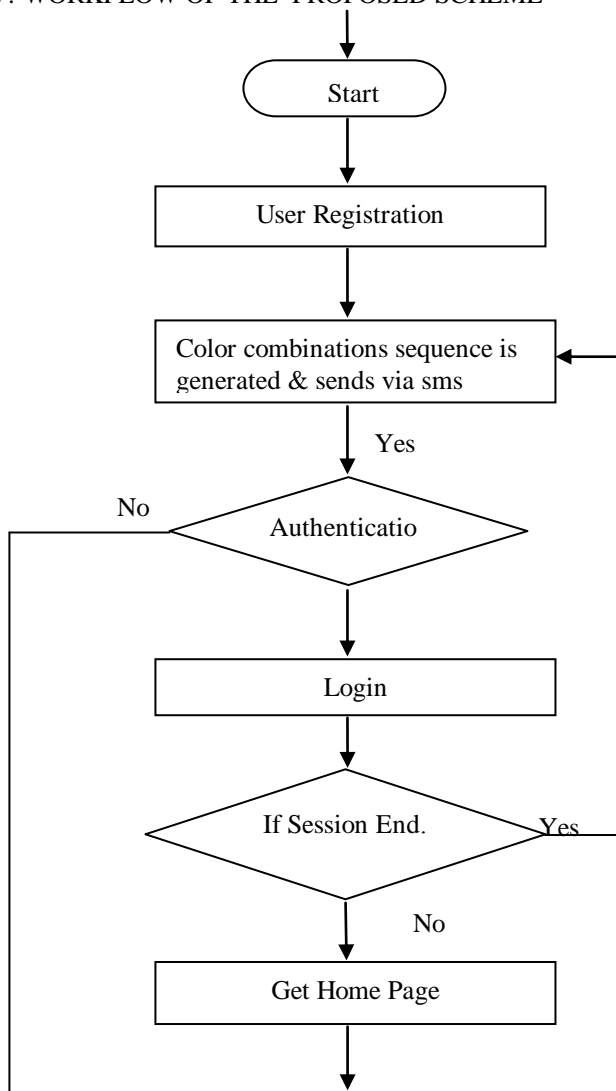 WORKFLOW OF THE PROPOSED SCHEME
Start
User Registration
Color combinations sequence is
generated & sends via sms
Yes
No
Authenticatio
Login
If Session End.
Yes
No
Get Home Page